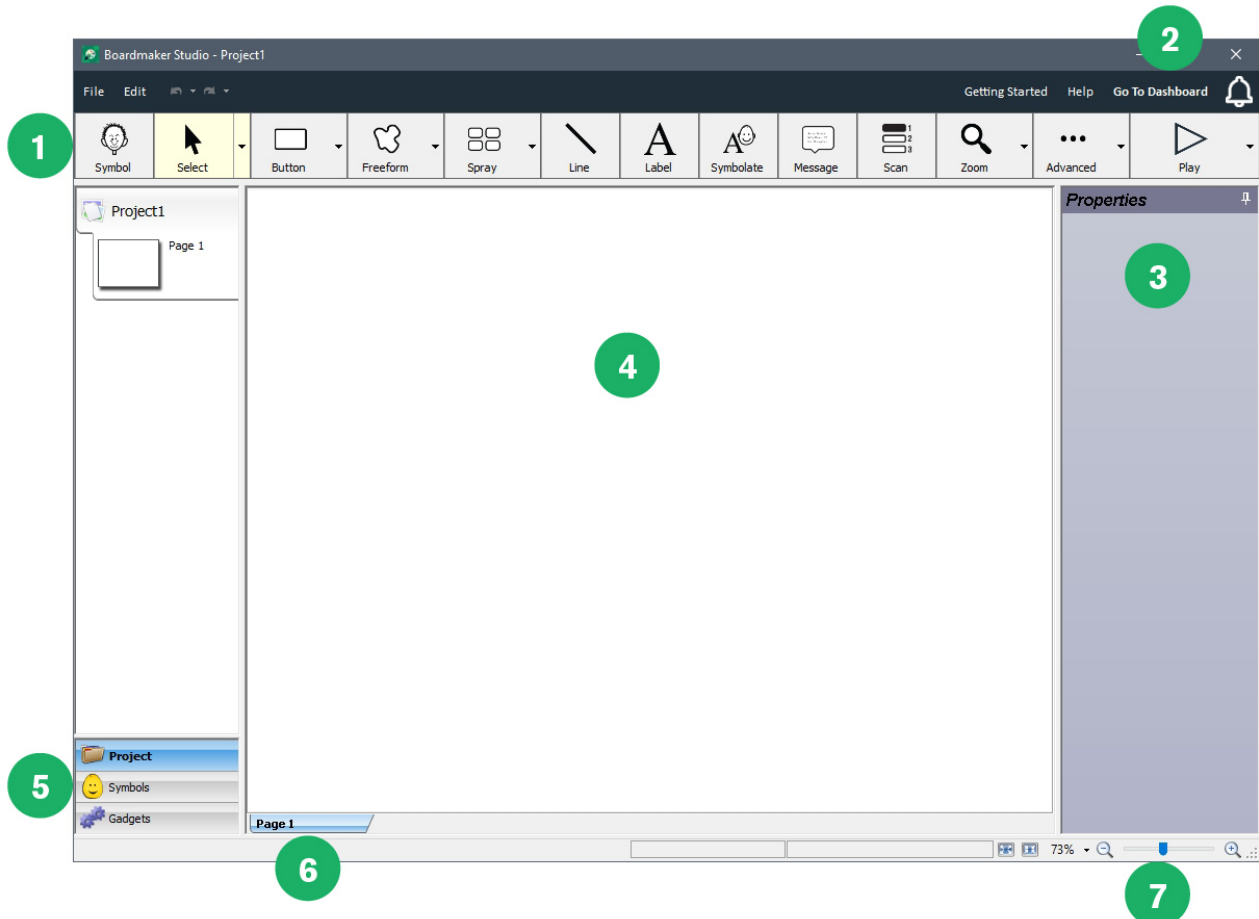 2
Boardmaker Studio - Project1
File Edit Getting Started Help Go To Dashboard
1
Symbol Select Button Freeform Spray Line Label Symbolate Message Scan Zoom Advanced Play
Project1
Page 1
Properties
3
4
5
Project
Symbols
Gadgets
Page 1
6
73%
7